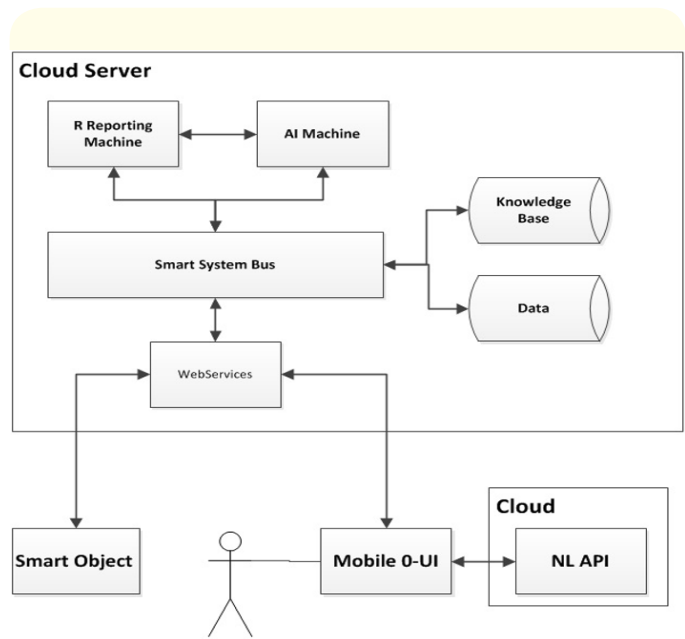 Cloud Server
R Reporting
Machine
AI Machine
Knowledge
Base
Smart System Bus
Data
WebServices
Cloud
Smart Object
Mobile 0-UI
NL API